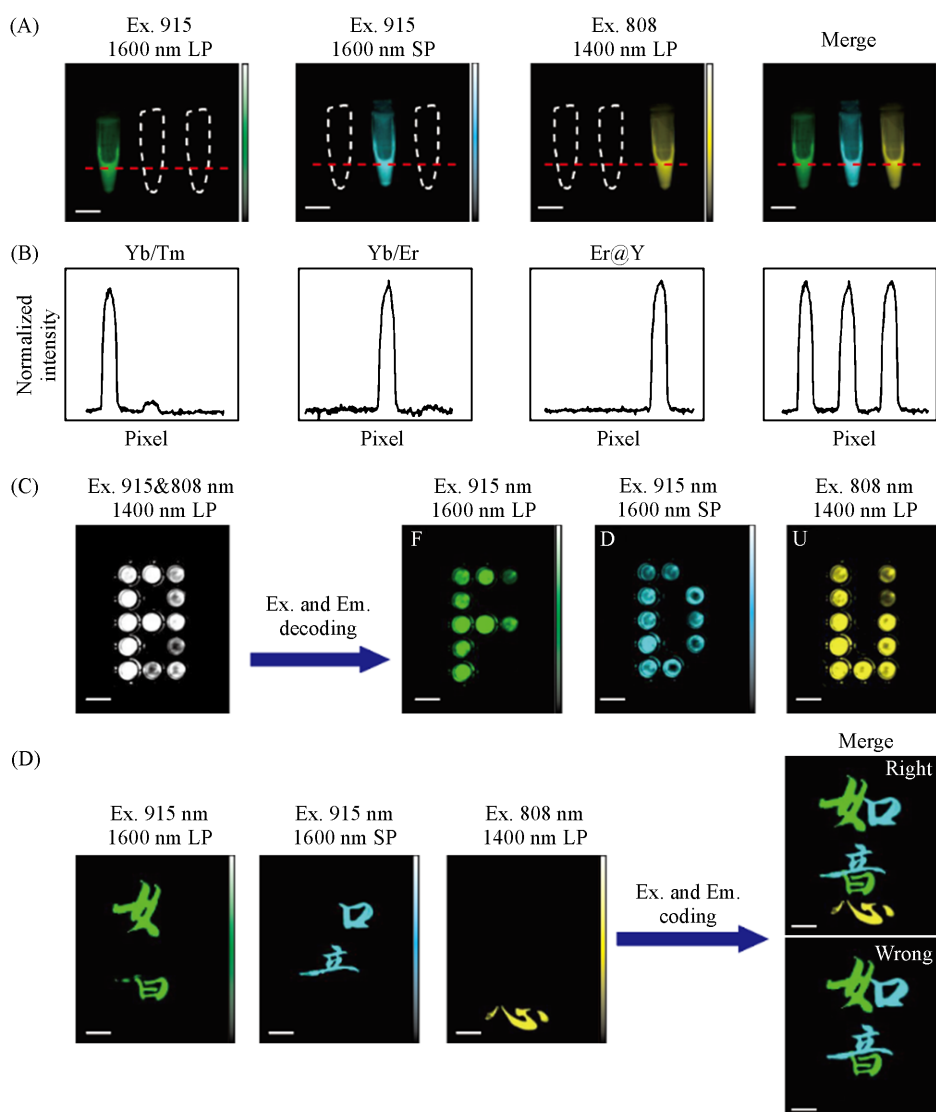 (A)
Ex. 915
1600 nm LP
Ex. 915
1600 nm SP
Ex. 808
1400 nm LP
Merge
(B)
Yb/Tm
Yb/Er
Er@Y
Normalized
intensity
Pixel
Pixel
Pixel
Pixel
(C)
Ex. 915&808 nm
1400 nm LP
Ex. and Em.
decoding
Ex. 915 nm
1600 nm LP
F
Ex. 915 nm
1600 nm SP
D
Ex. 808 nm
1400 nm LP
U
(D)
Ex. 915 nm
1600 nm LP
女
日
Ex. 915 nm
1600 nm SP
口
立
Ex. 808 nm
1400 nm LP
心
Ex. and Em.
coding
Merge
Right
如
意
Wrong
如
音